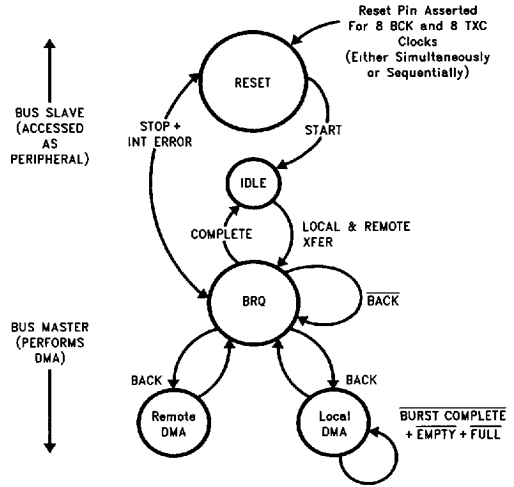 Reset Pin Asserted
For 8 BCK and 8 TXC
Clocks
(Either Simultaneously
or Sequentially)
RESET
BUS SLAVE
(ACCESSED
AS
PERIPHERAL)
STOP +
INT ERROR
START
IDLE
COMPLETE
LOCAL & REMOTE
XFER
BRQ
BACK
BUS MASTER
(PERFORMS
DMA)
BACK
BACK
Remote
DMA
Local
DMA
BURST COMPLETE
+ EMPTY + FULL